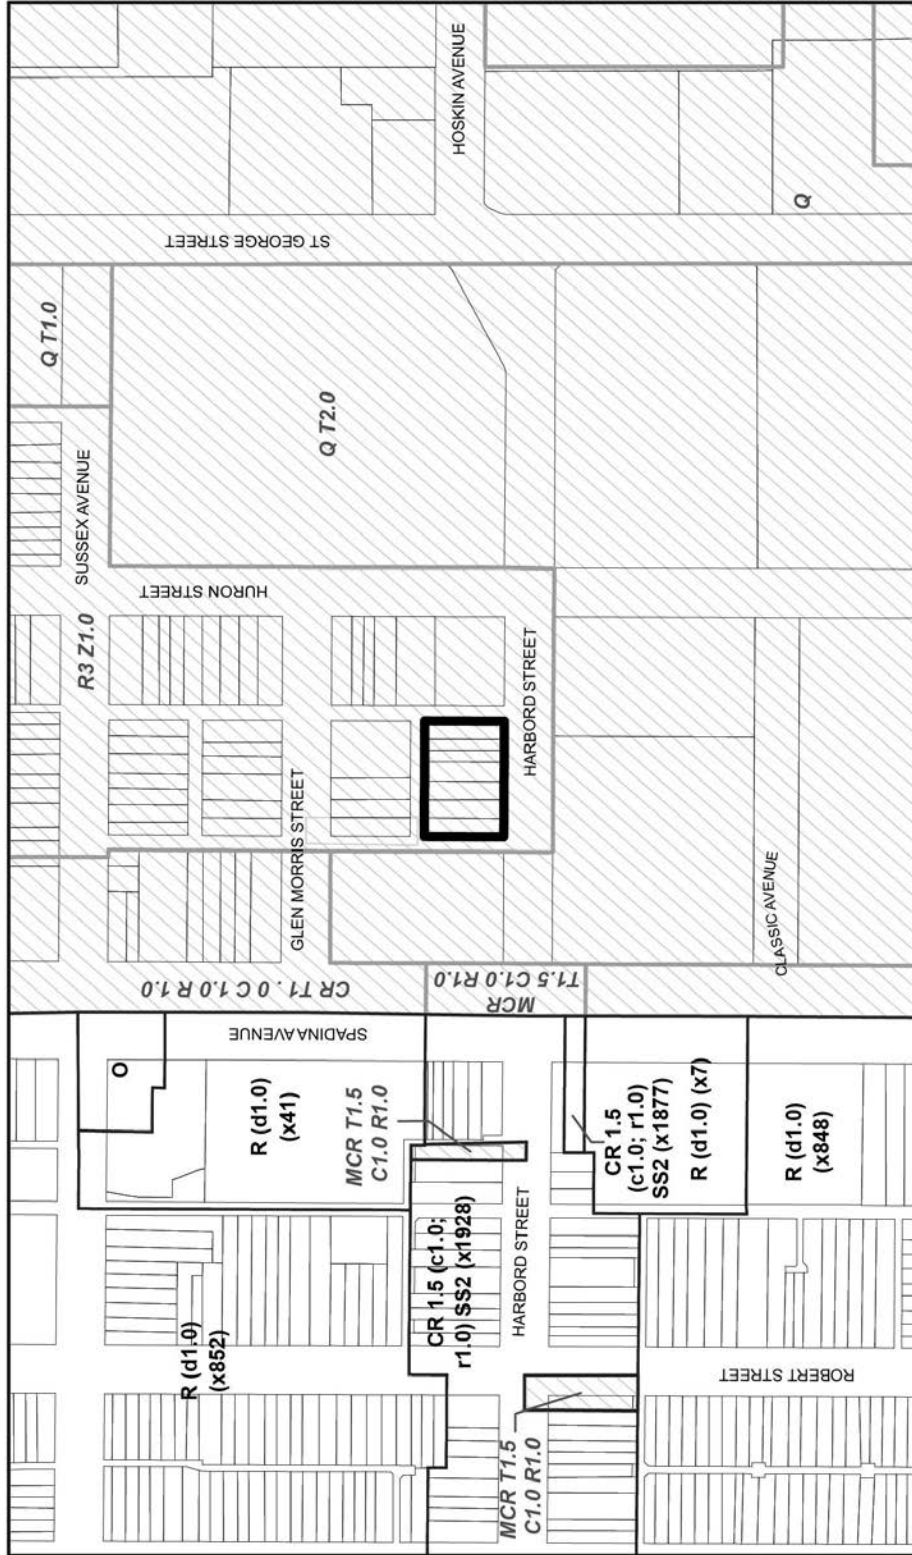 HOSKIN AVENUE
ST GEORGE STREET
Q
Q T1.0
Q T2.0
SUSSEX AVENUE
HURON STREET
R3 Z1.0
HARBORD STREET
GLEN MORRIS STREET
CLASSIC AVENUE
CR T1 . 0 C 1.0 R 1.0
MCR
T1.5 C1.0 R1.0
SPADINA AVENUE
O
R (d1.0)
(x41)
MCR T1.5
C1.0 R1.0
CR 1.5
(c1.0; r1.0)
SS2 (x1877)
R (d1.0) (x7)
R (d1.0)
(x848)
CR 1.5 (c1.0;
r1.0) SS2 (x1928)
HARBORD STREET
R (d1.0)
(x852)
ROBERT STREET
MCR T1.5
C1.0 R1.0